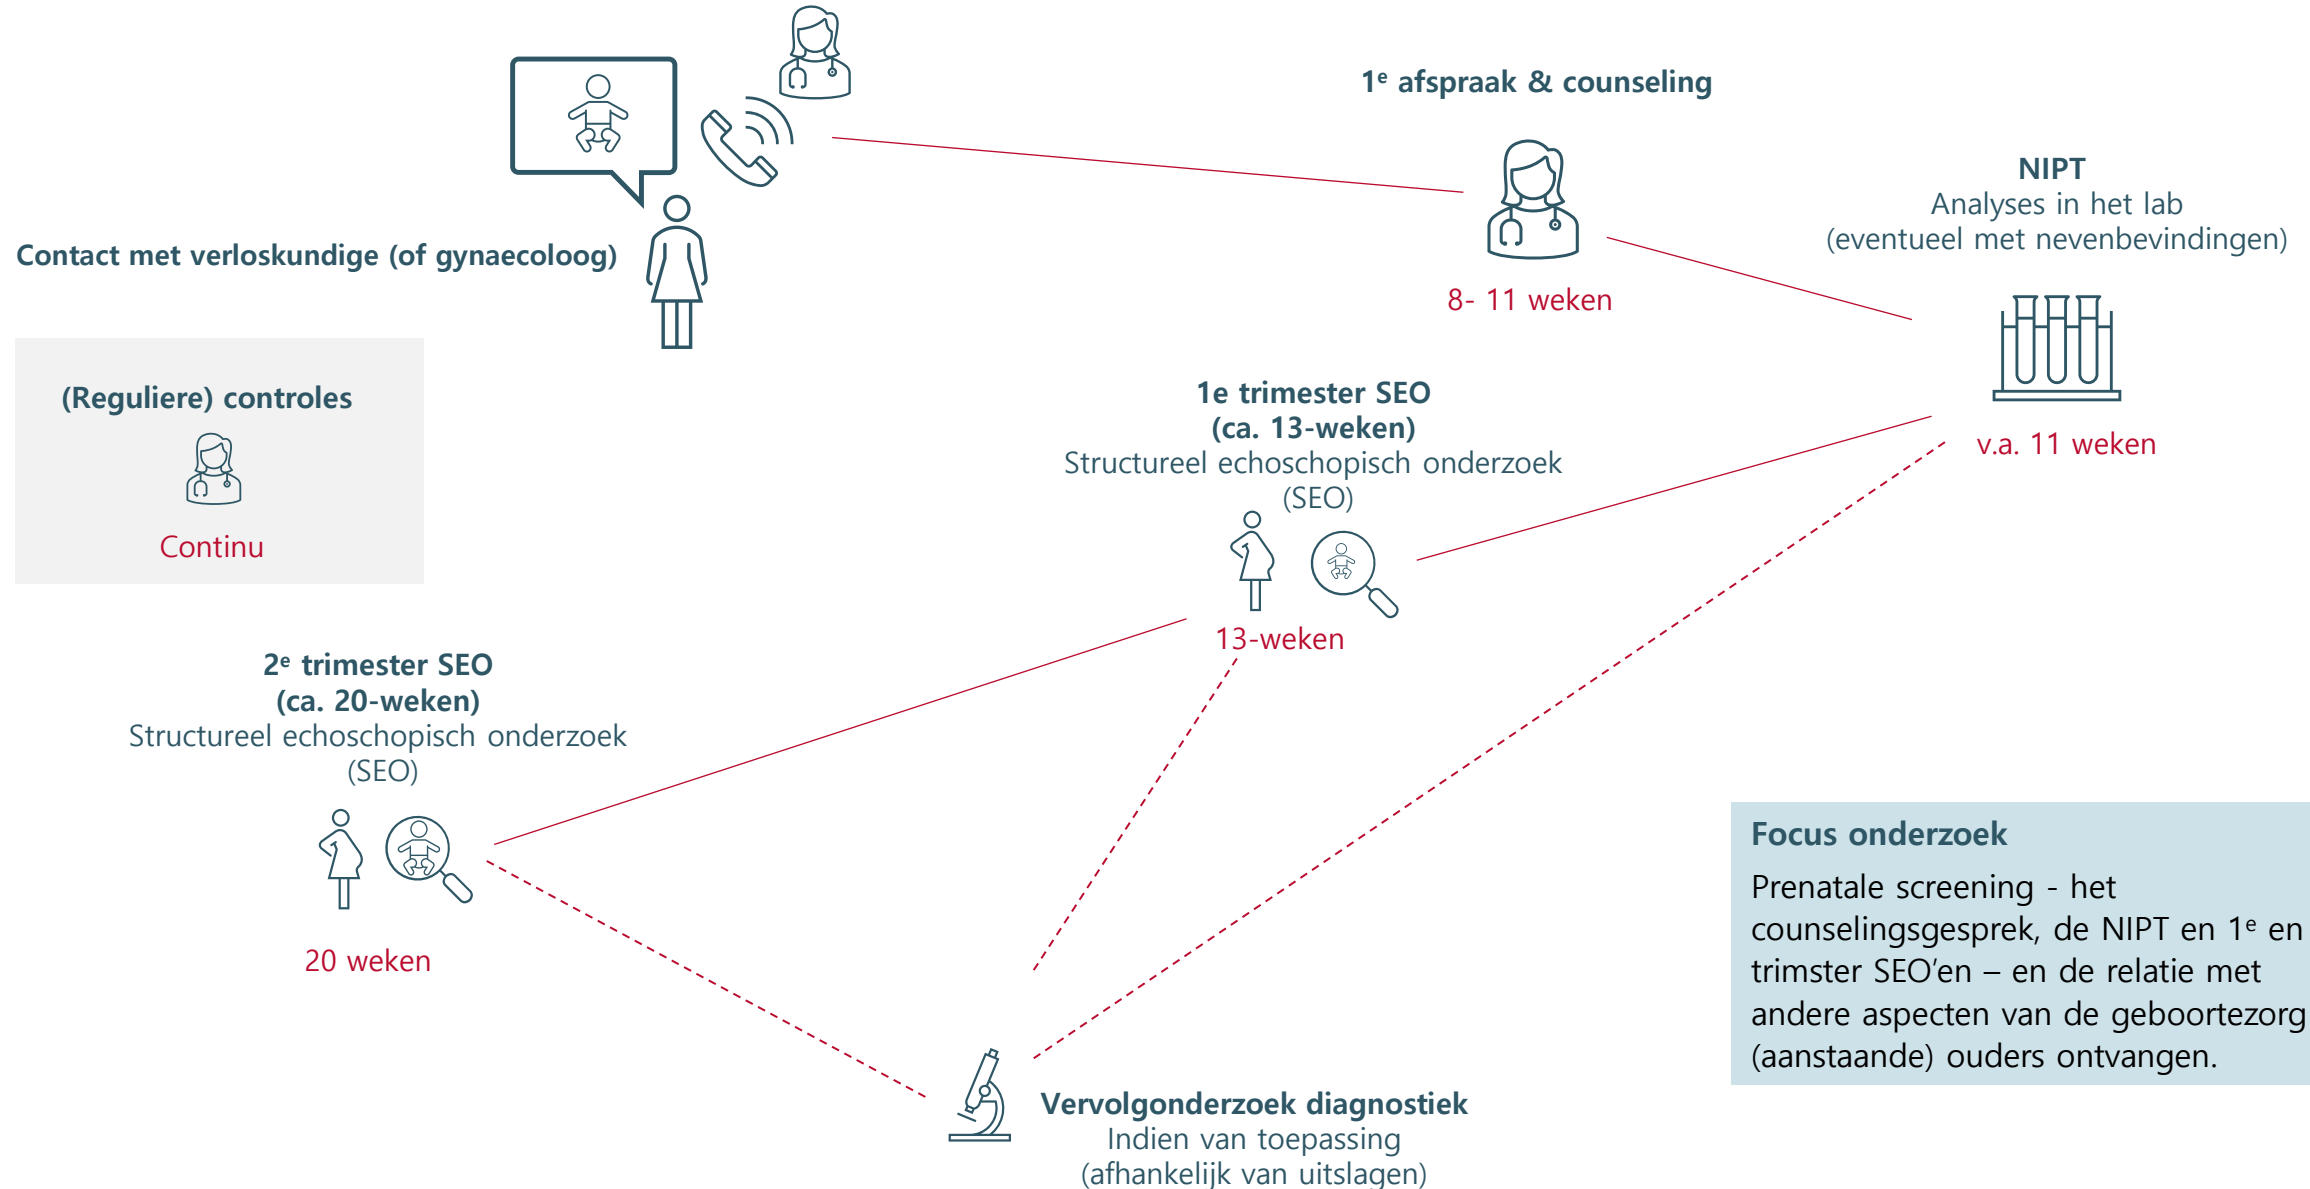 Contact met verloskundige (of gynaecoloog)
1e afspraak & counseling
8- 11 weken
NIPT
Analyses in het lab
(eventueel met nevenbevindingen)
v.a. 11 weken
(Reguliere) controles
Continu
1e trimester SEO
(ca. 13-weken)
Structureel echoschopisch onderzoek
(SEO)
13-weken
2e trimester SEO
(ca. 20-weken)
Structureel echoschopisch onderzoek
(SEO)
20 weken
Vervolgonderzoek diagnostiek
Indien van toepassing
(afhankelijk van uitslagen)
Focus onderzoek
Prenatale screening - het
counselingsgesprek, de NIPT en 1e en
trimster SEO’en – en de relatie met
andere aspecten van de geboortezorg
(aanstaande) ouders ontvangen.